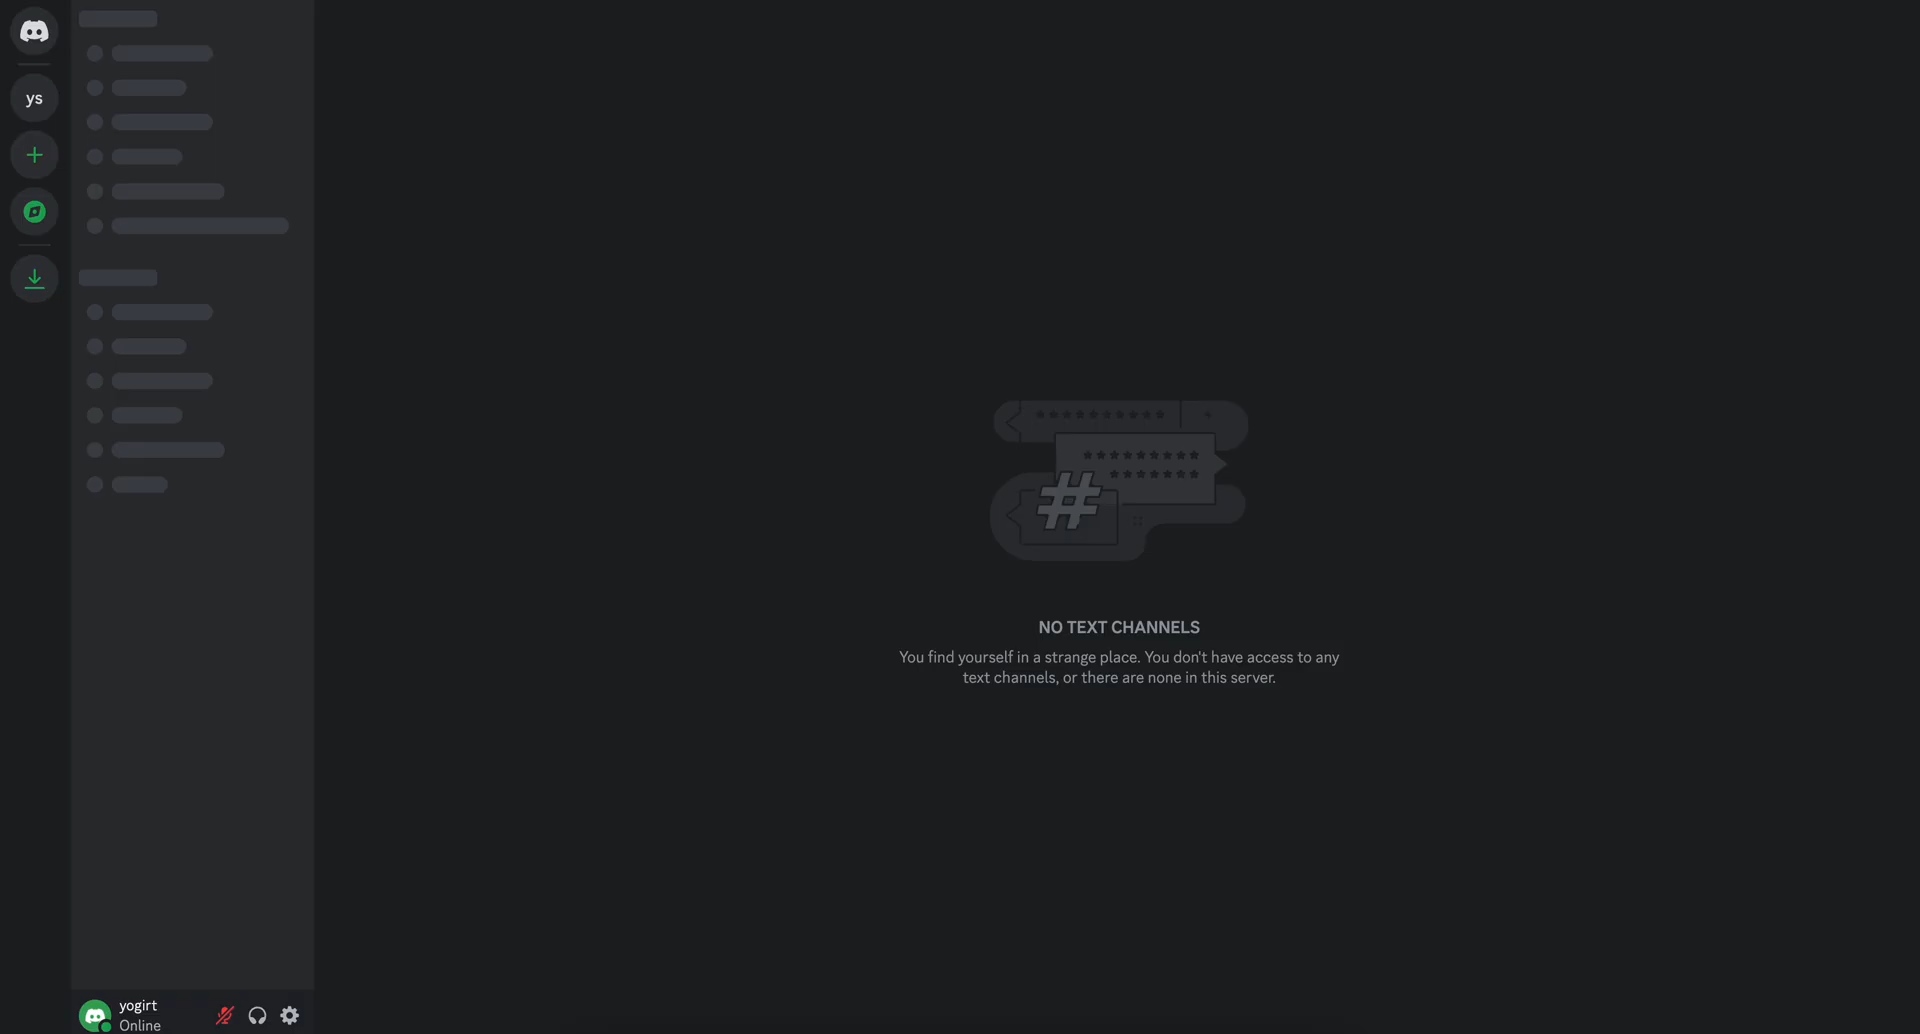 ys
NO TEXT CHANNELS
You find yourself in a strange place. You don't have access to any
text channels, or there are none in this server.
yogirt
Online